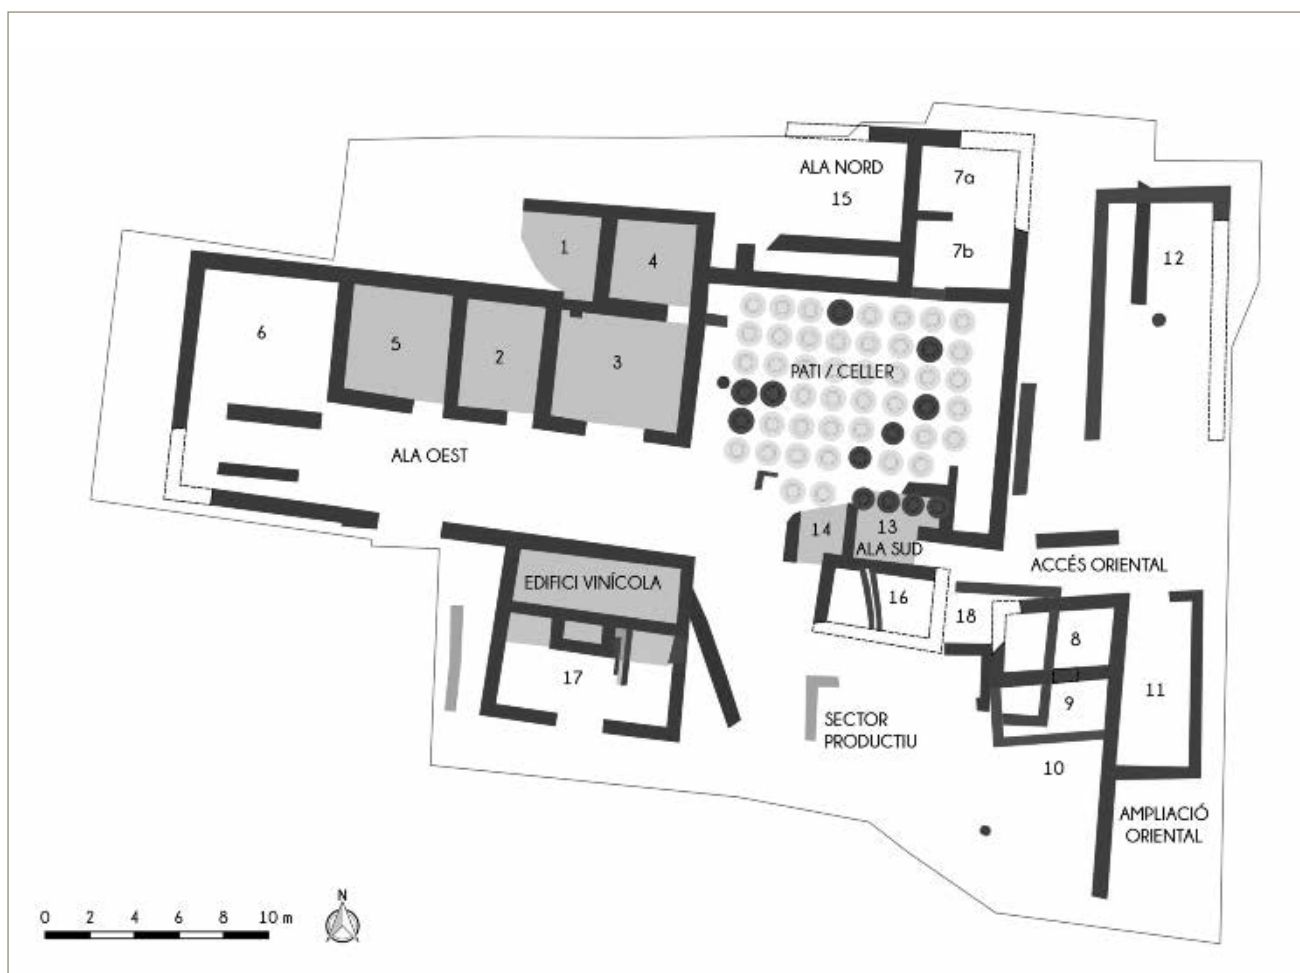 ALA NORD
15
7a
7b
12
1
4
6
5
2
3
PATI / CELLER
ALA OEST
14
13
ALA SUD
ACCÉS ORIENTAL
EDIFICI VINÍCOLA
16
18
8
17
9
11
SECTOR
PRODUCTIU
10
AMPLIACIÓ
ORIENTAL
N
0 2 4 6 8 10 m